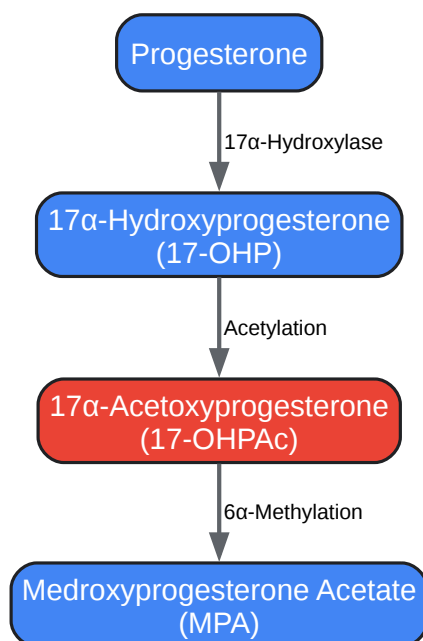 Progesterone
17α-Hydroxylase
17α-Hydroxyprogesterone
(17-OHP)
Acetylation
17α-Acetoxyprogesterone
(17-OHPAc)
6α-Methylation
Medroxyprogesterone Acetate
(MPA)